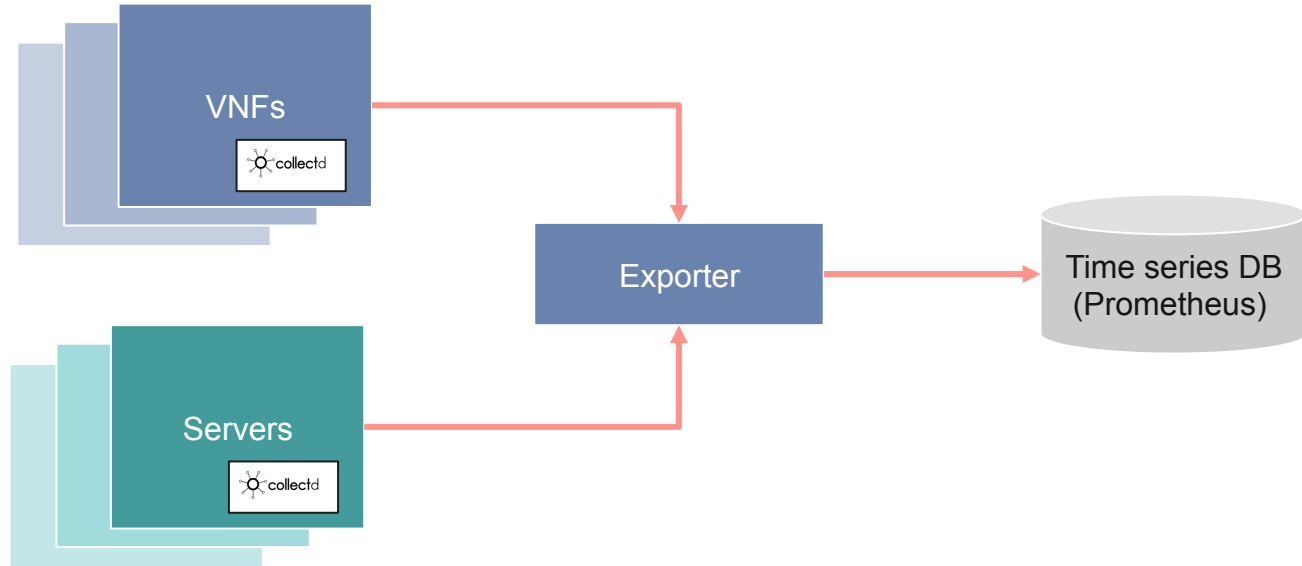 VNFs
collectd
Exporter
Time series DB
(Prometheus)
Servers
collectd